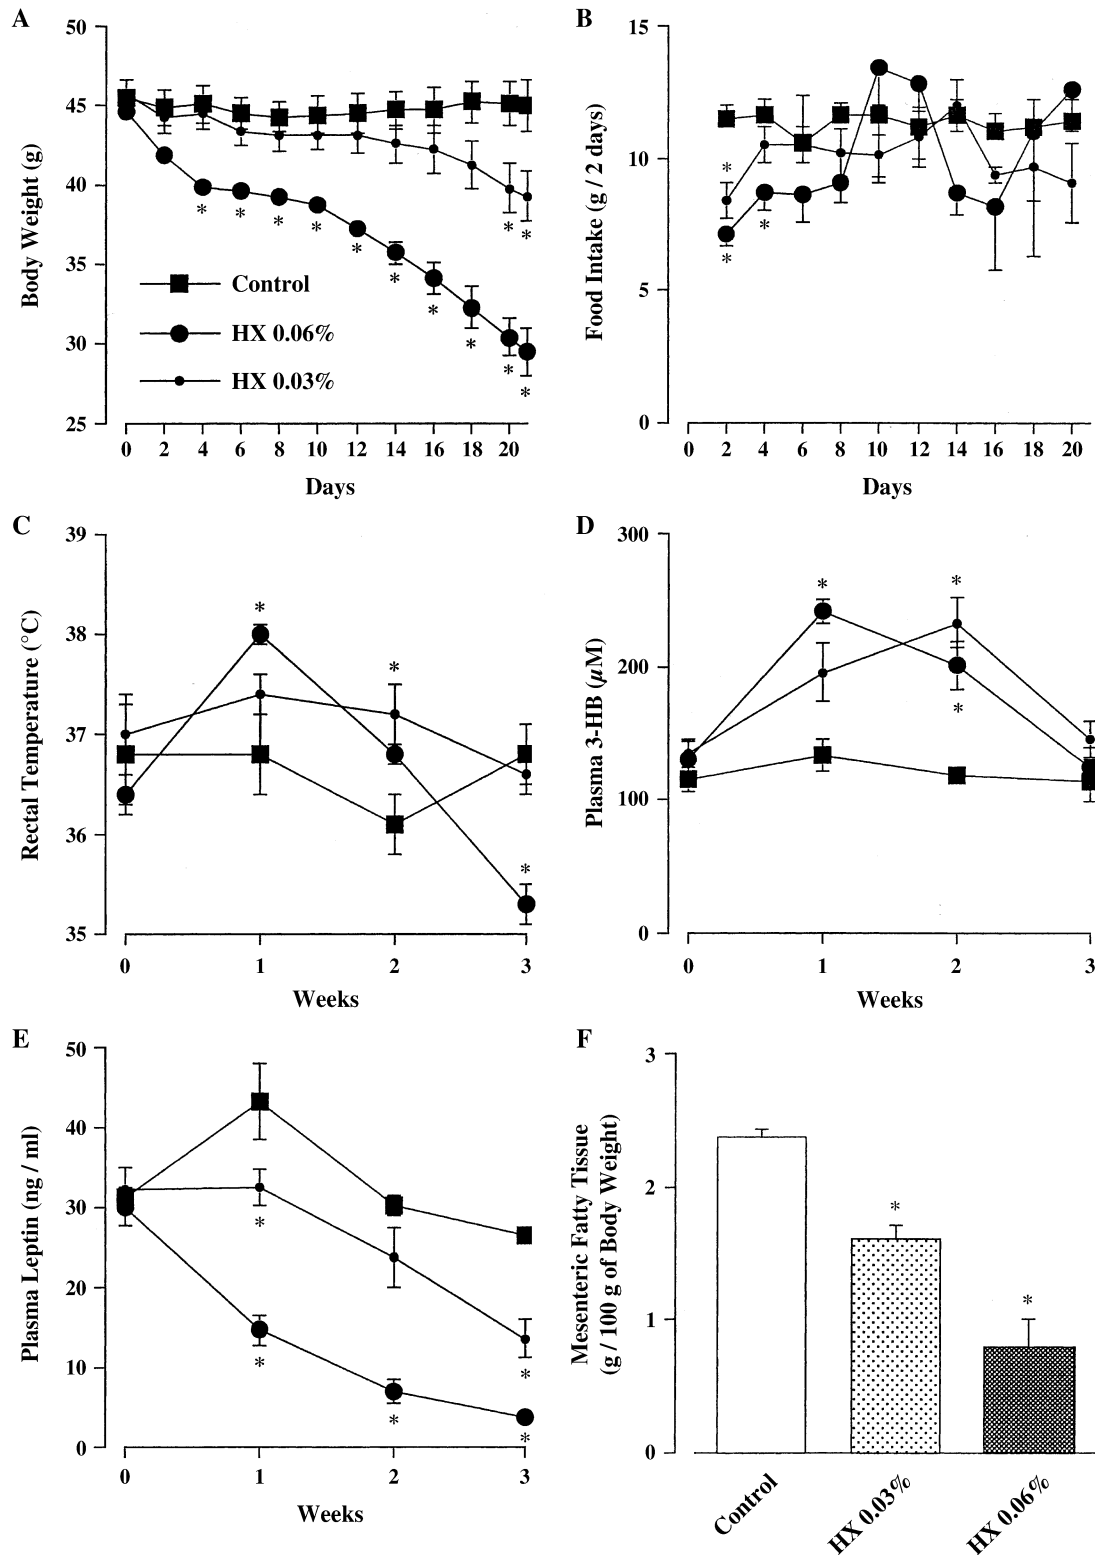 A
50
45
40
35
30
25
Body Weight (g)
Control
HX 0.06%
HX 0.03%
* * * * * * * * * * *
* *
0 2 4 6 8 10 12 14 16 18 20
Days
B
15
10
5
0
Food Intake (g / 2 days)
*
*
*
0 2 4 6 8 10 12 14 16 18 20
Days
C
39
38
37
36
35
Rectal Temperature (°C)
*
*
*
0 1 2 3
Weeks
D
300
200
100
0
Plasma 3-HB (µM)
* *
*
0 1 2 3
Weeks
E
50
40
30
20
10
0
Plasma Leptin (ng / ml)
*
*
*
*
*
0 1 2 3
Weeks
F
3
2
1
0
Mesenteric Fatty Tissue
(g / 100 g of Body Weight)
*
*
Control
HX 0.03%
HX 0.06%